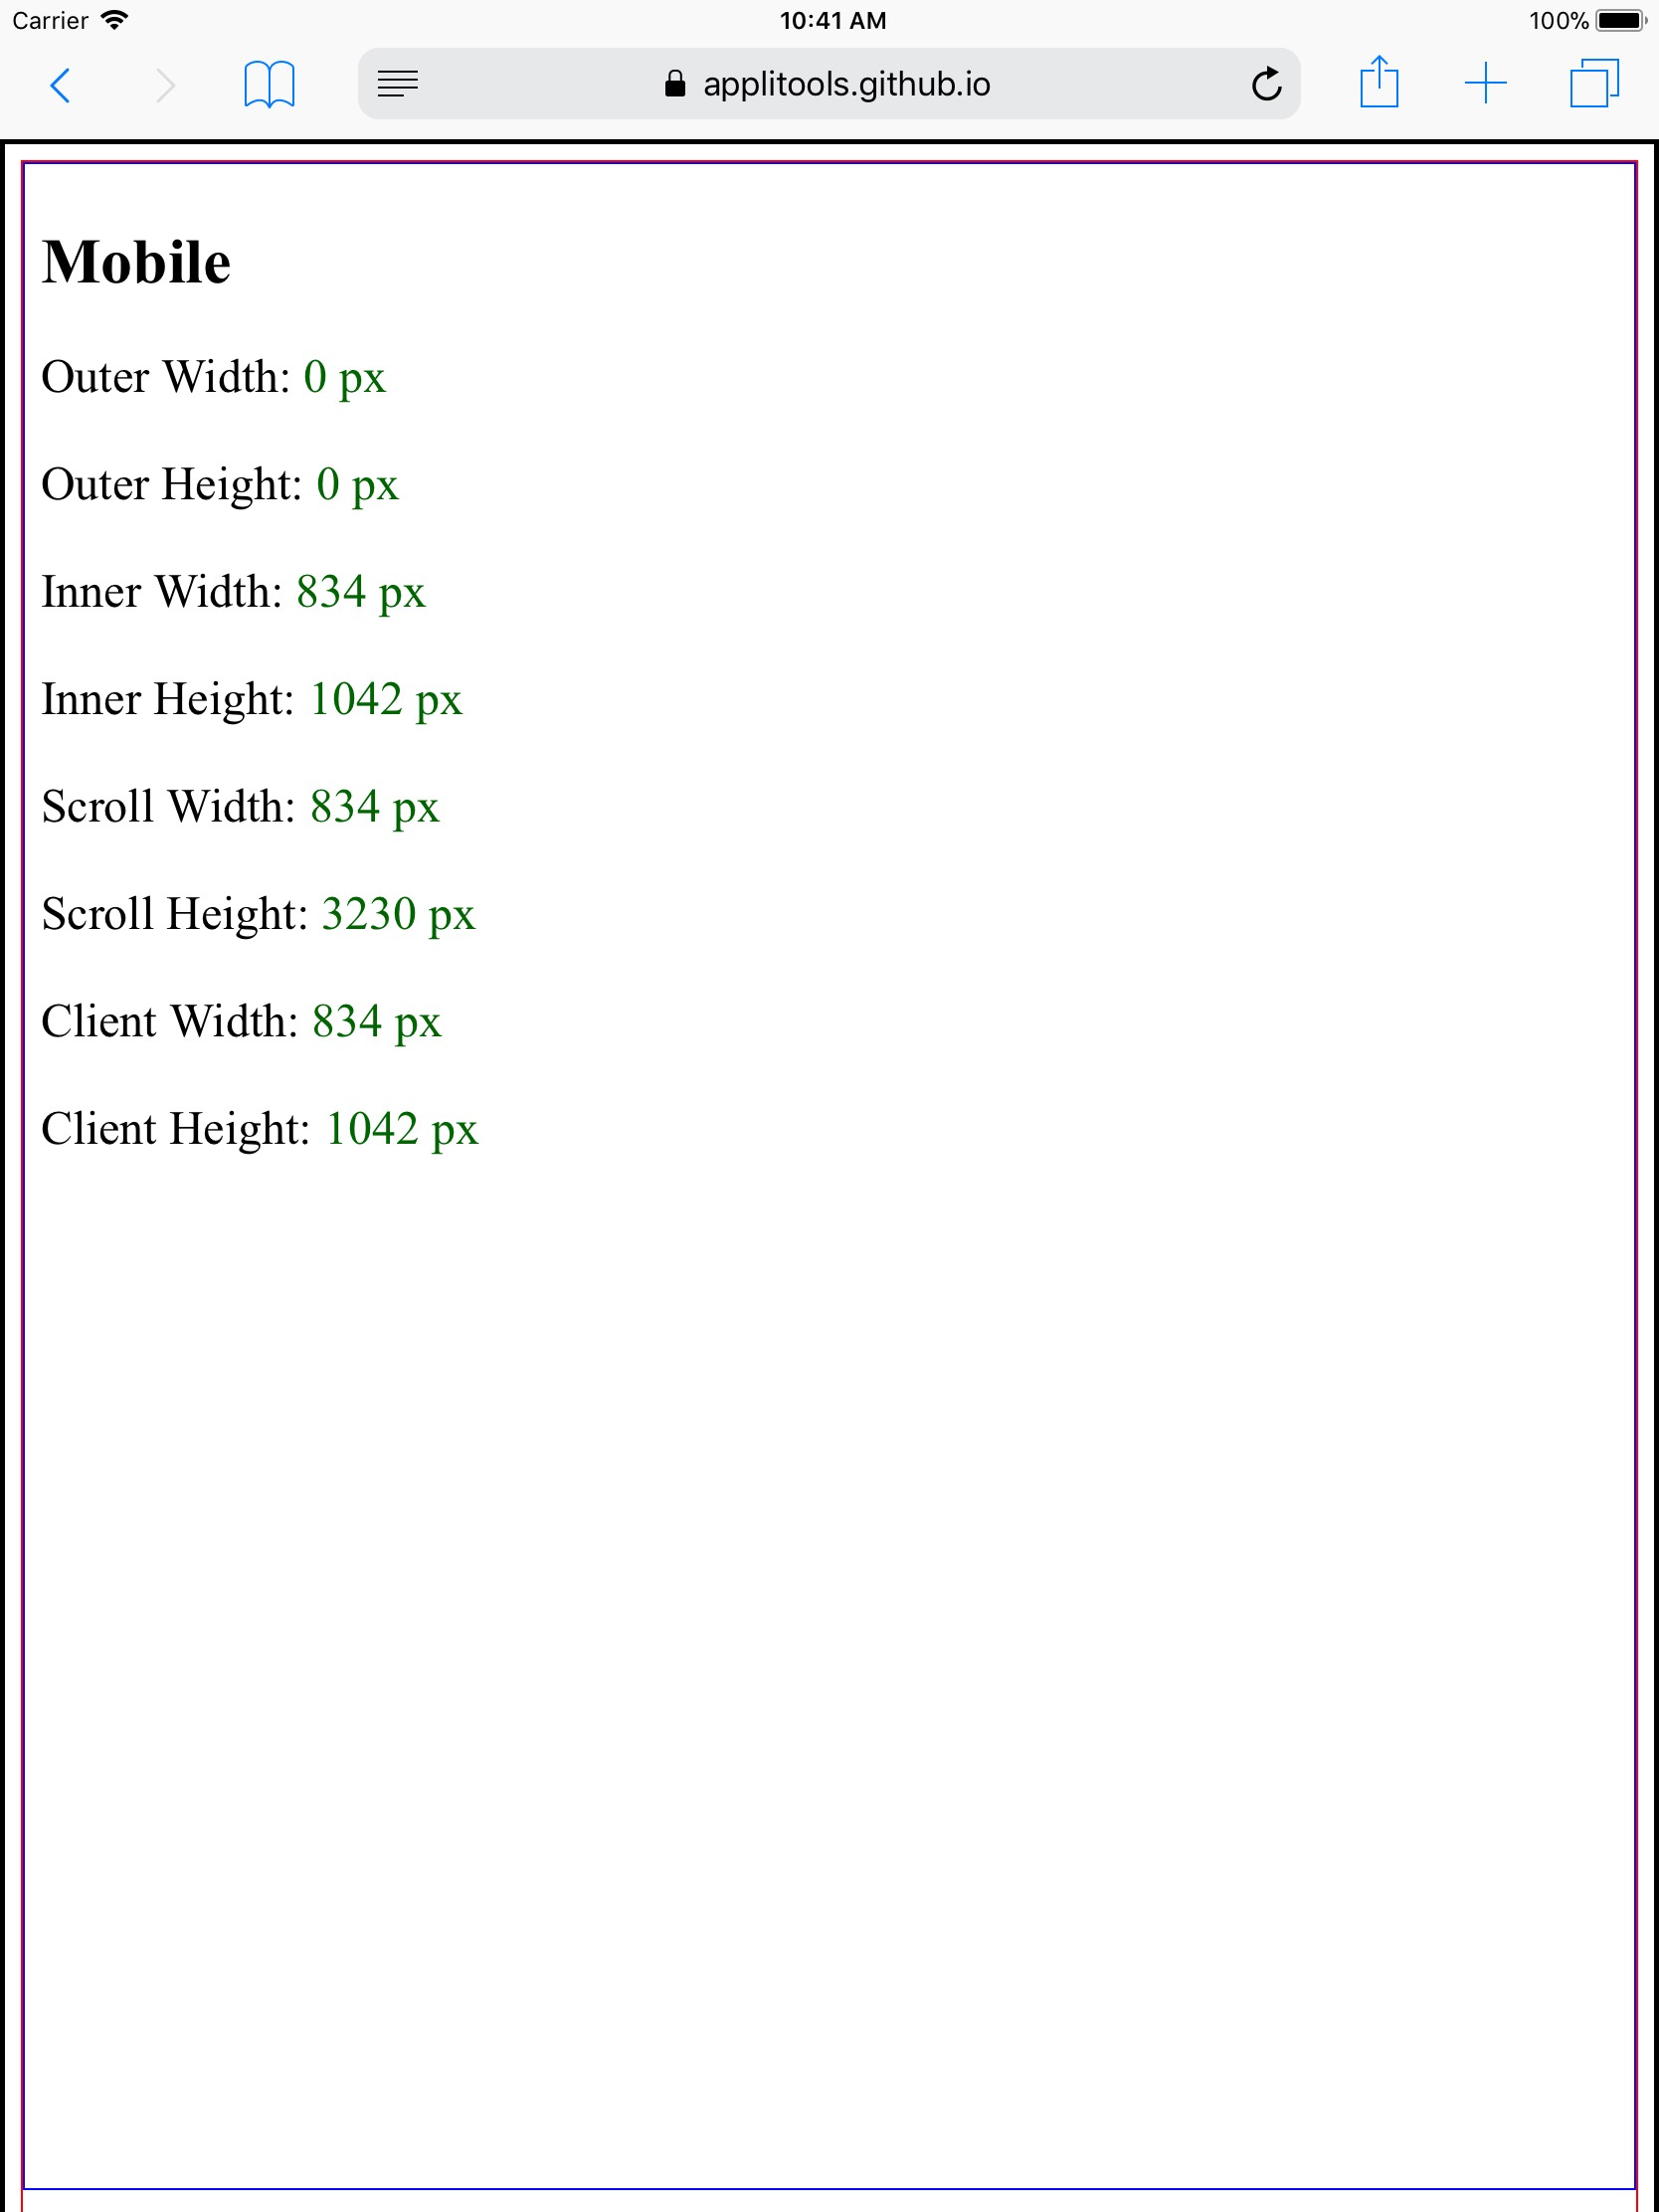 Carrier 10:41 AM 100%
applitools.github.io
Mobile
Outer Width: 0 px
Outer Height: 0 px
Inner Width: 834 px
Inner Height: 1042 px
Scroll Width: 834 px
Scroll Height: 3230 px
Client Width: 834 px
Client Height: 1042 px